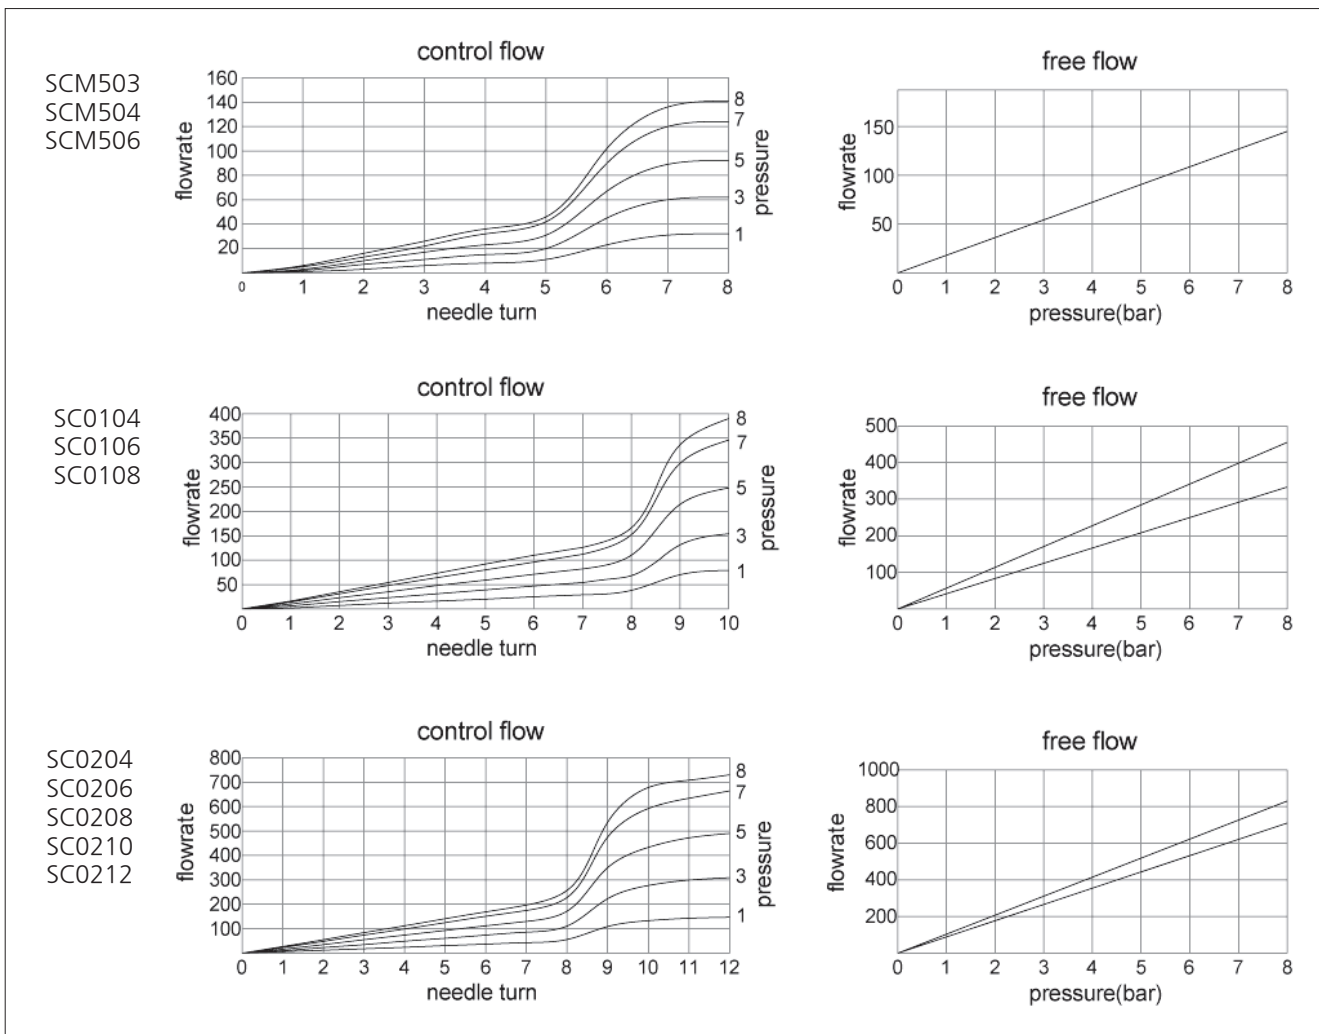 SCM503
SCM504
SCM506
control flow
flowrate
160
140
120
100
80
60
40
20
0 1 2 3 4 5 6 7 8
needle turn
8
7
5
3
1
pressure
free flow
flowrate
150
100
50
0 1 2 3 4 5 6 7 8
pressure(bar)
SC0104
SC0106
SC0108
control flow
flowrate
400
350
300
250
200
150
100
50
0 1 2 3 4 5 6 7 8 9 10
needle turn
8
7
5
3
1
pressure
free flow
flowrate
500
400
300
200
100
0 1 2 3 4 5 6 7 8
pressure(bar)
SC0204
SC0206
SC0208
SC0210
SC0212
control flow
flowrate
800
700
600
500
400
300
200
100
0 1 2 3 4 5 6 7 8 9 10 11 12
needle turn
8
7
5
3
1
pressure
free flow
flowrate
1000
800
600
400
200
0 1 2 3 4 5 6 7 8
pressure(bar)